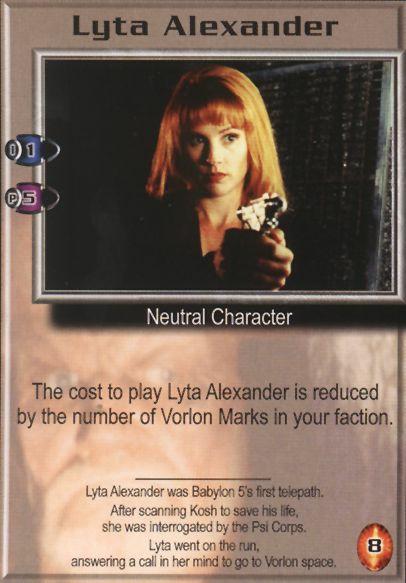 Lyta Alexander
D 1
P 5
Neutral Character
The cost to play Lyta Alexander is reduced
by the number of Vorlon Marks in your faction.
Lyta Alexander was Babylon 5's first telepath.
After scanning Kosh to save his life,
she was interrogated by the Psi Corps.
Lyta went on the run,
answering a call in her mind to go to Vorlon space.
8